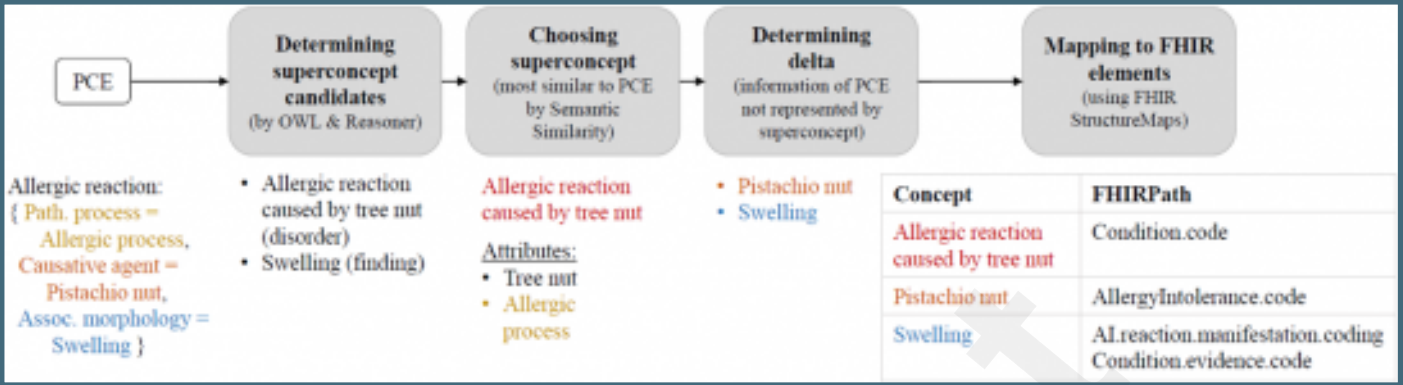 PCE
Determining
superconcept
candidates
(by OWL & Reasoner)
Choosing
superconcept
(most similar to PCE
by Semantic
Similarity)
Determining
delta
(information of PCE
not represented by
superconcept)
Mapping to FHIR
elements
(using FHIR
StructureMaps)
Allergic reaction:
{ Path. process =
Allergic process,
Causative agent =
Pistachio nut,
Assoc. morphology =
Swelling }
• Allergic reaction
caused by tree nut
(disorder)
• Swelling (finding)
Allergic reaction
caused by tree nut
Attributes:
• Tree nut
• Allergic
process
• Pistachio nut
• Swelling
Concept FHIRPath
Allergic reaction Condition.code
caused by tree nut
Pistachio nut AllergyIntolerance.code
Swelling AI.reaction.manifestation.coding
Condition.evidence.code